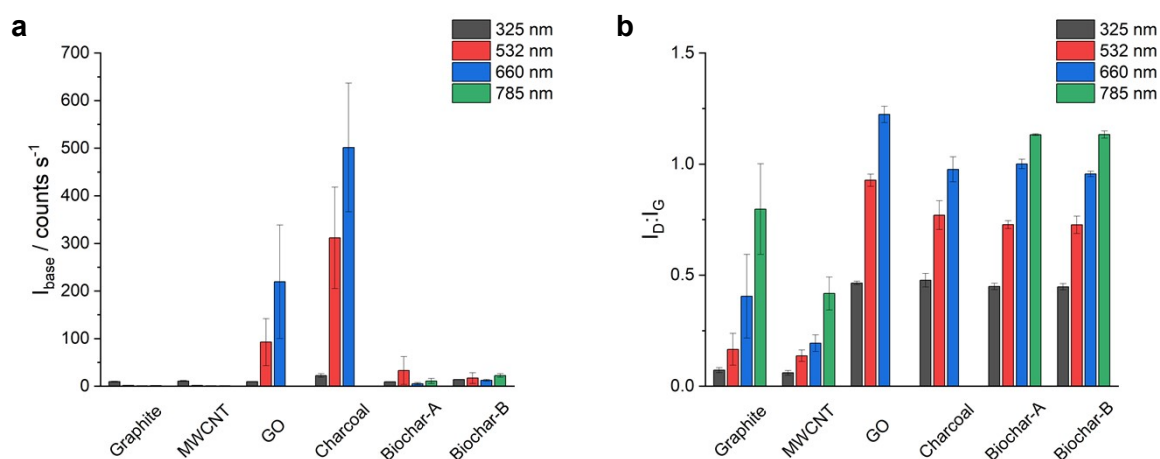 a
325 nm
532 nm
660 nm
785 nm
700
600
500
400
300
200
100
0
I_base / counts s⁻¹
Graphite
MWCNT
GO
Charcoal
Biochar-A
Biochar-B
b
325 nm
532 nm
660 nm
785 nm
1.5
1.0
0.5
0.0
I_D:I_G
Graphite
MWCNT
GO
Charcoal
Biochar-A
Biochar-B